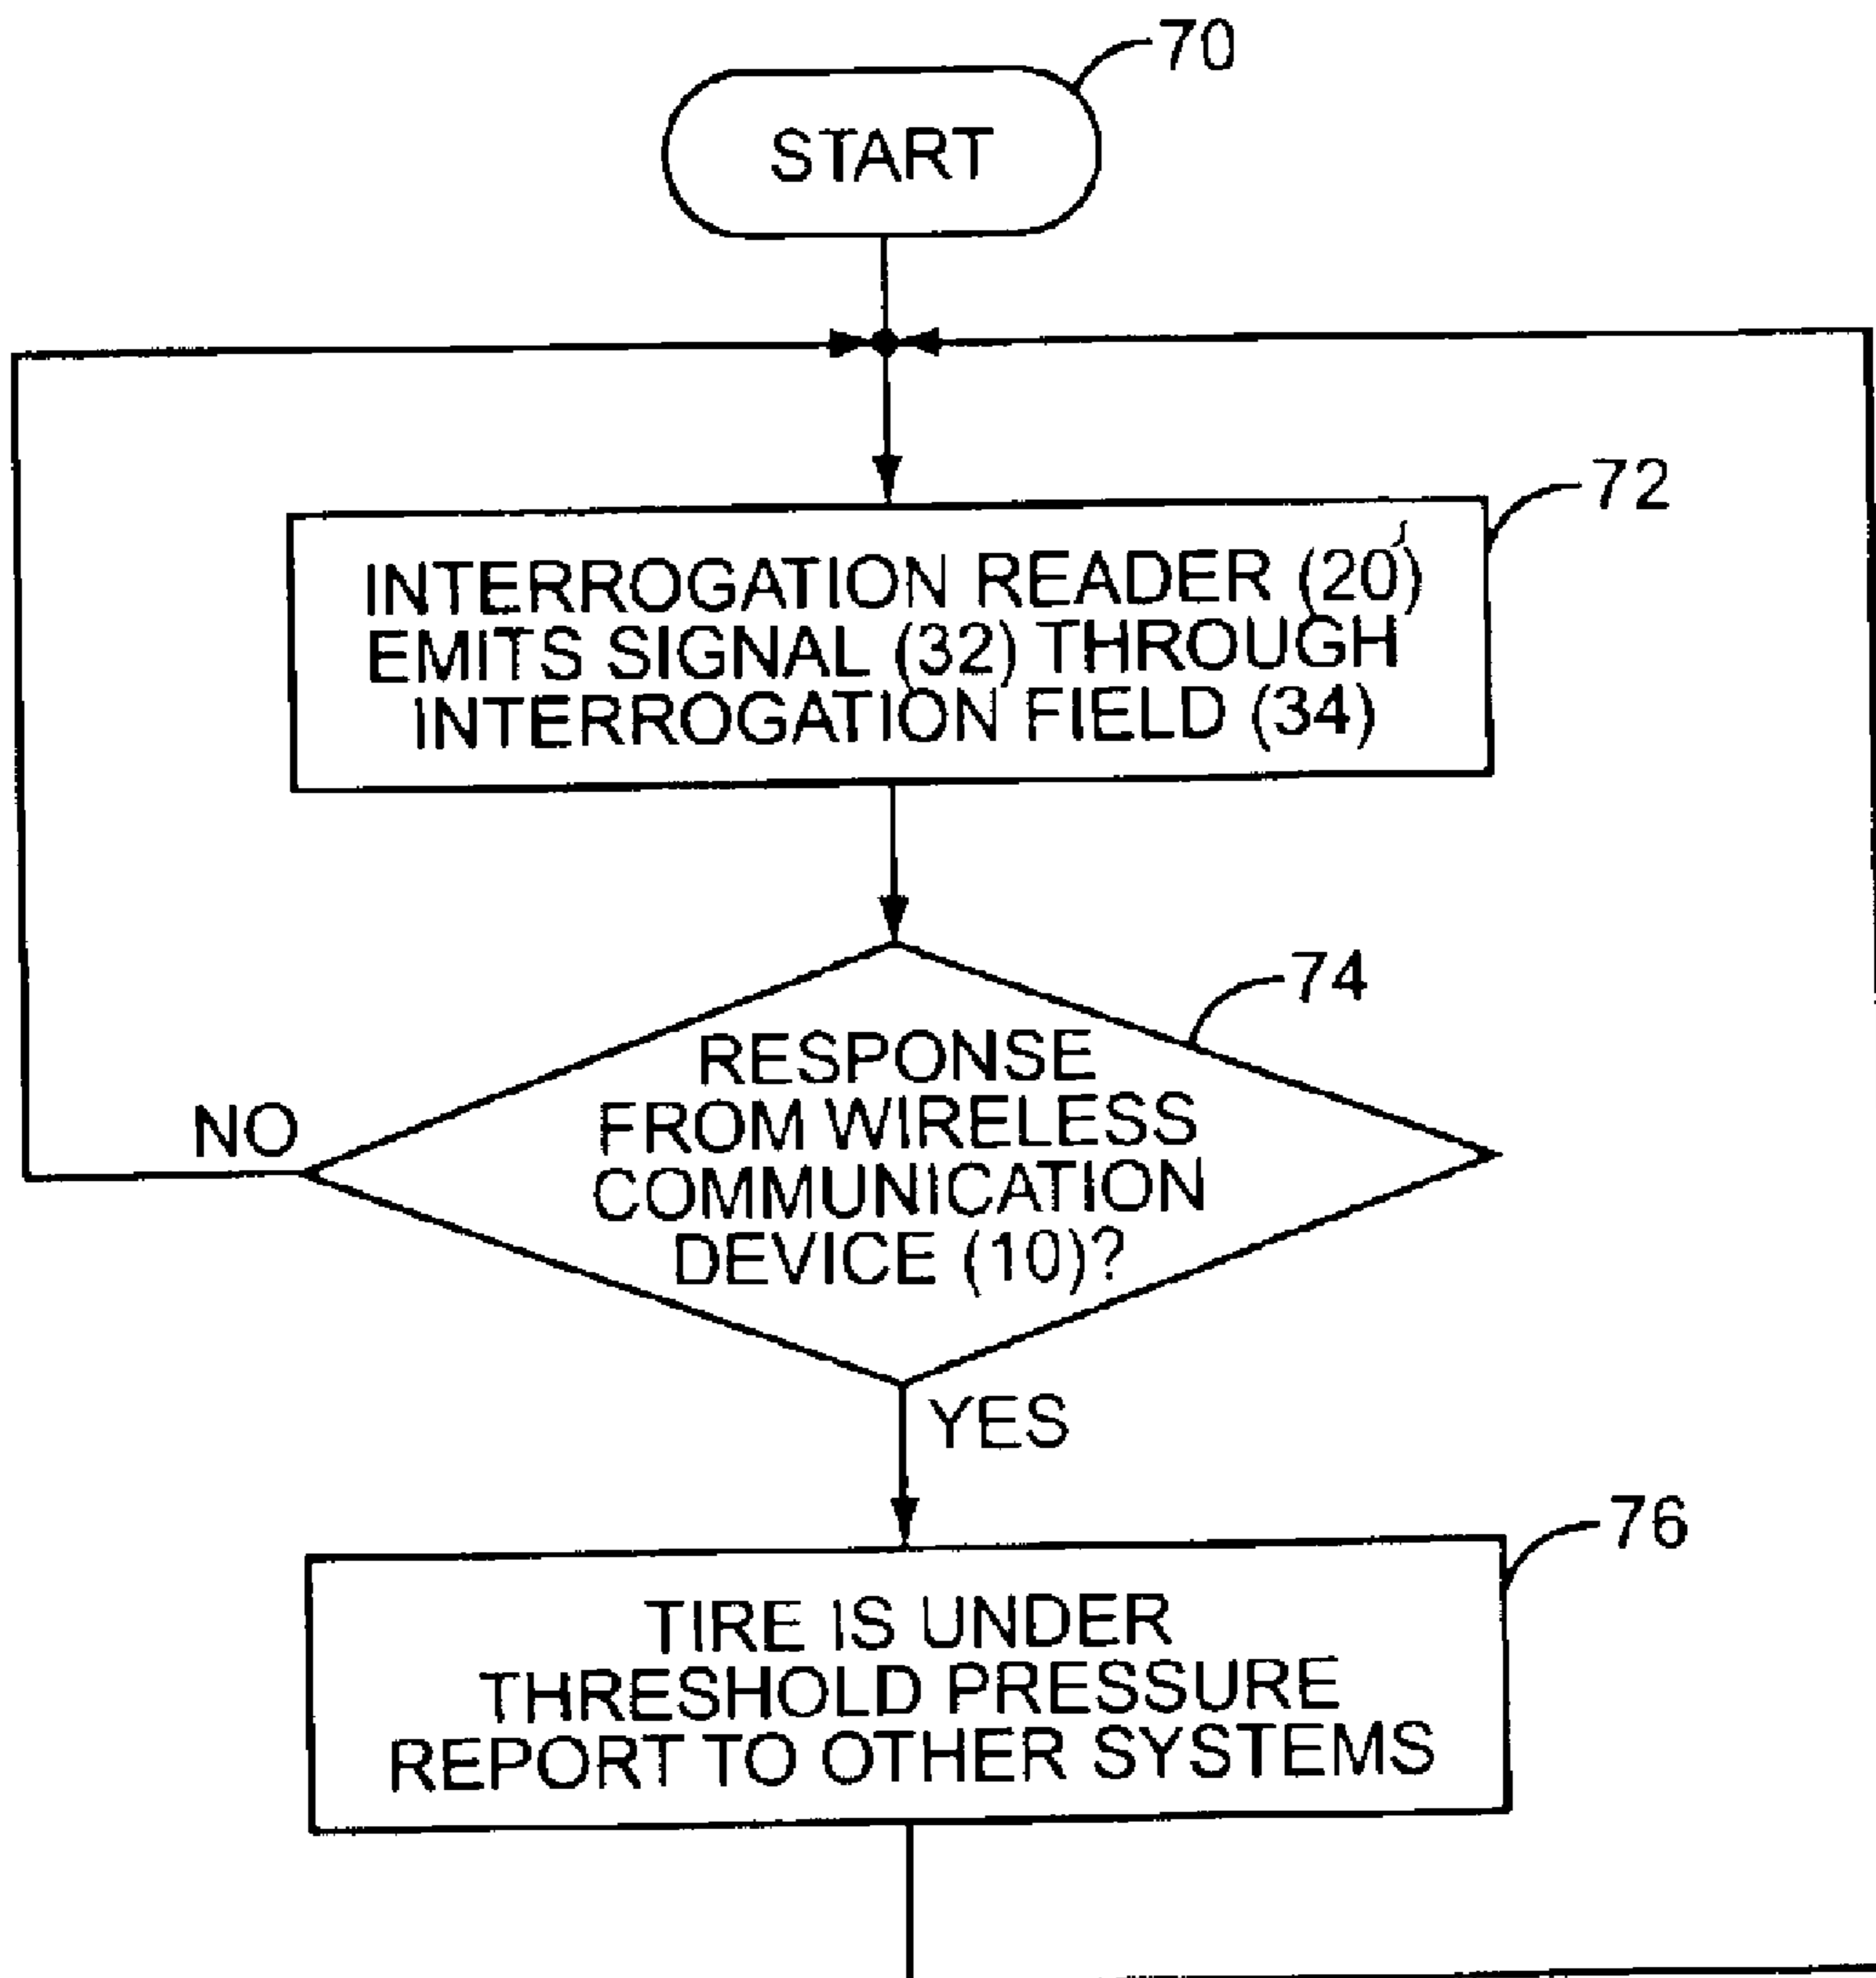 70
START
72
INTERROGATION READER (20')
EMITS SIGNAL (32) THROUGH
INTERROGATION FIELD (34)
74
RESPONSE
FROM WIRELESS
COMMUNICATION
DEVICE (10)?
NO
YES
76
TIRE IS UNDER
THRESHOLD PRESSURE
REPORT TO OTHER SYSTEMS